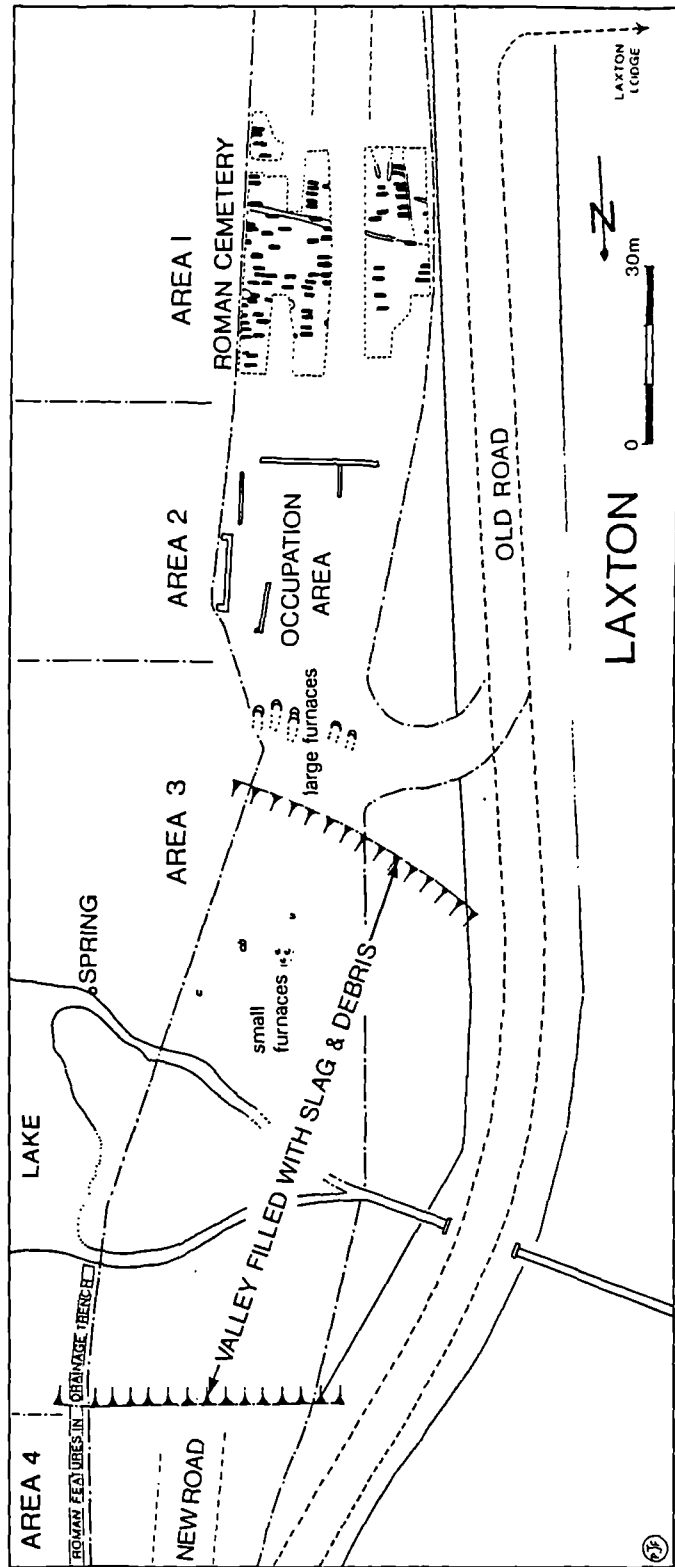 AREA 4
ROMAN FEATURES IN DRAINAGE TRENCH
NEW ROAD
LAKE
SPRING
VALLEY FILLED WITH SLAG & DEBRIS
AREA 3
small
furnaces
large furnaces
AREA 2
OCCUPATION
AREA
AREA 1
ROMAN CEMETERY
OLD ROAD
LAXTON
0
30m
N
LAXTON
LODGE